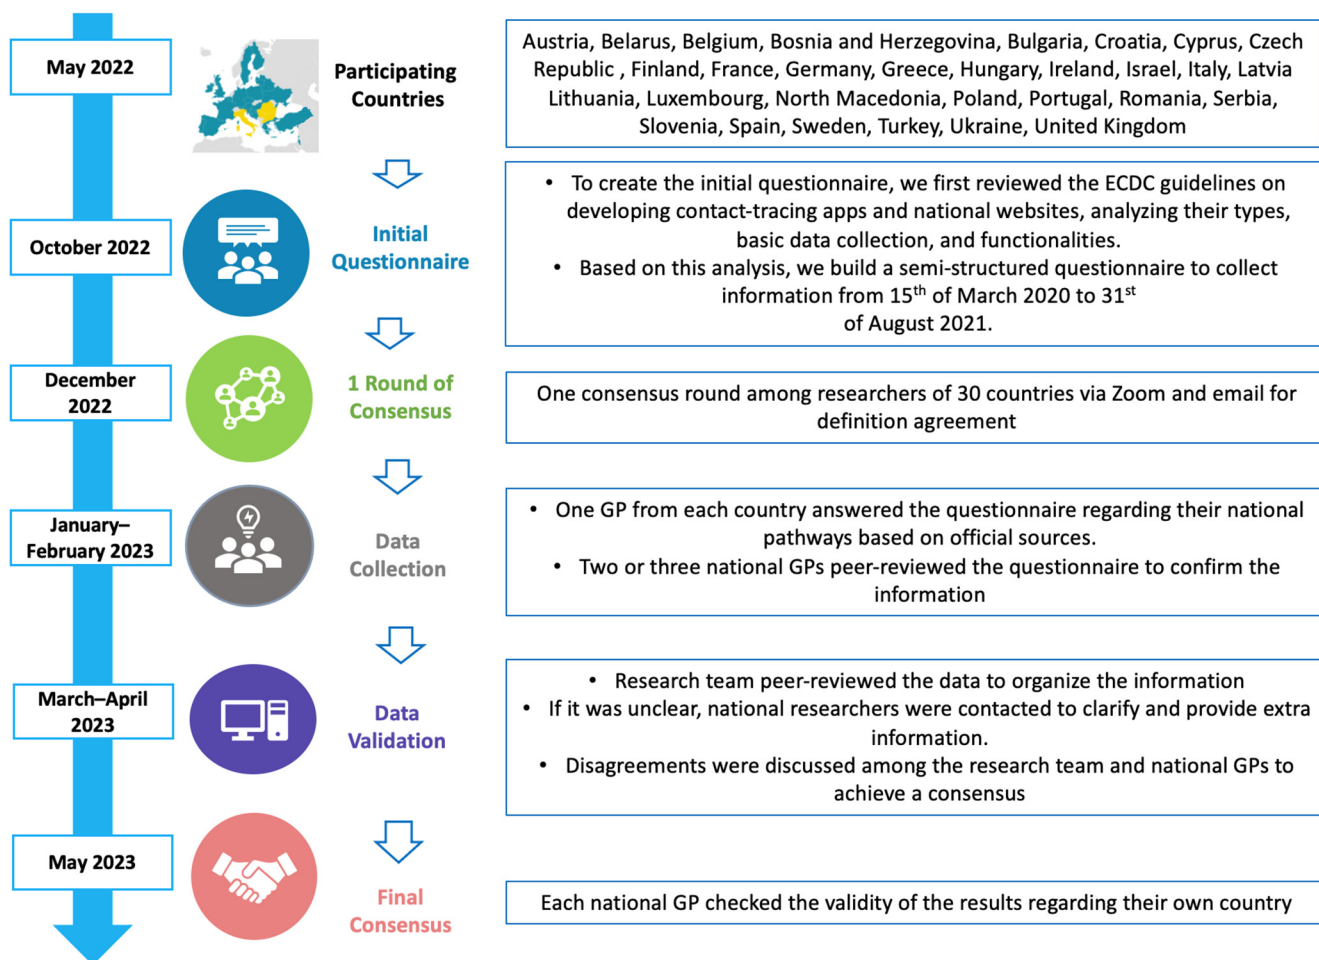 May 2022
Participating
Countries
Austria, Belarus, Belgium, Bosnia and Herzegovina, Bulgaria, Croatia, Cyprus, Czech
Republic , Finland, France, Germany, Greece, Hungary, Ireland, Israel, Italy, Latvia
Lithuania, Luxembourg, North Macedonia, Poland, Portugal, Romania, Serbia,
Slovenia, Spain, Sweden, Turkey, Ukraine, United Kingdom
October 2022
Initial
Questionnaire
• To create the initial questionnaire, we first reviewed the ECDC guidelines on
developing contact-tracing apps and national websites, analyzing their types,
basic data collection, and functionalities.
• Based on this analysis, we build a semi-structured questionnaire to collect
information from 15th of March 2020 to 31st
of August 2021.
December
2022
1 Round of
Consensus
One consensus round among researchers of 30 countries via Zoom and email for
definition agreement
January–
February 2023
Data
Collection
• One GP from each country answered the questionnaire regarding their national
pathways based on official sources.
• Two or three national GPs peer-reviewed the questionnaire to confirm the
information
March–April
2023
Data
Validation
• Research team peer-reviewed the data to organize the information
• If it was unclear, national researchers were contacted to clarify and provide extra
information.
• Disagreements were discussed among the research team and national GPs to
achieve a consensus
May 2023
Final
Consensus
Each national GP checked the validity of the results regarding their own country